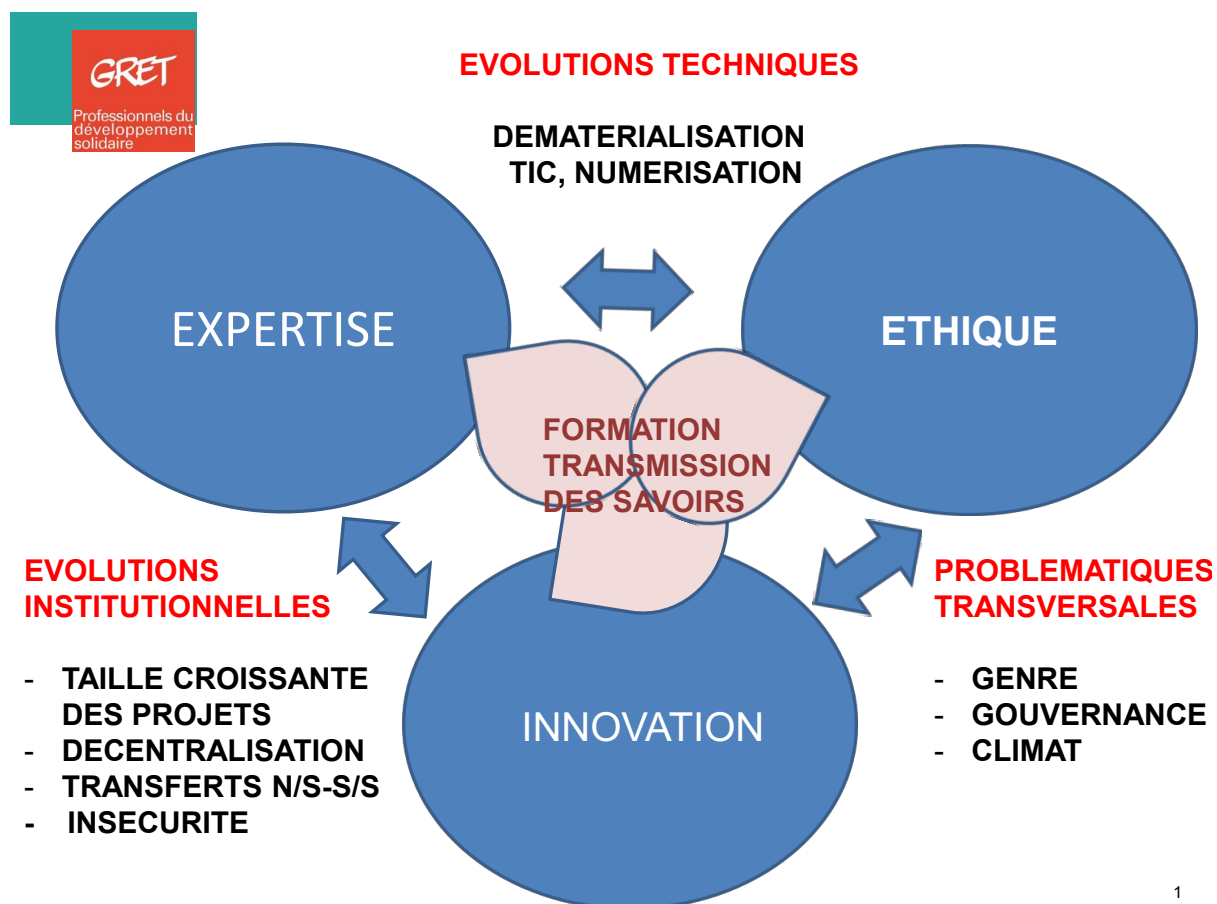 GRET
Professionnels du
développement
solidaire
EVOLUTIONS TECHNIQUES
DEMATERIALISATION
TIC, NUMERISATION
EXPERTISE
ETHIQUE
FORMATION
TRANSMISSION
DES SAVOIRS
EVOLUTIONS
INSTITUTIONNELLES
- TAILLE CROISSANTE
DES PROJETS
- DECENTRALISATION
- TRANSFERTS N/S-S/S
- INSECURITE
INNOVATION
PROBLEMATIQUES
TRANSVERSALES
- GENRE
- GOUVERNANCE
- CLIMAT
1